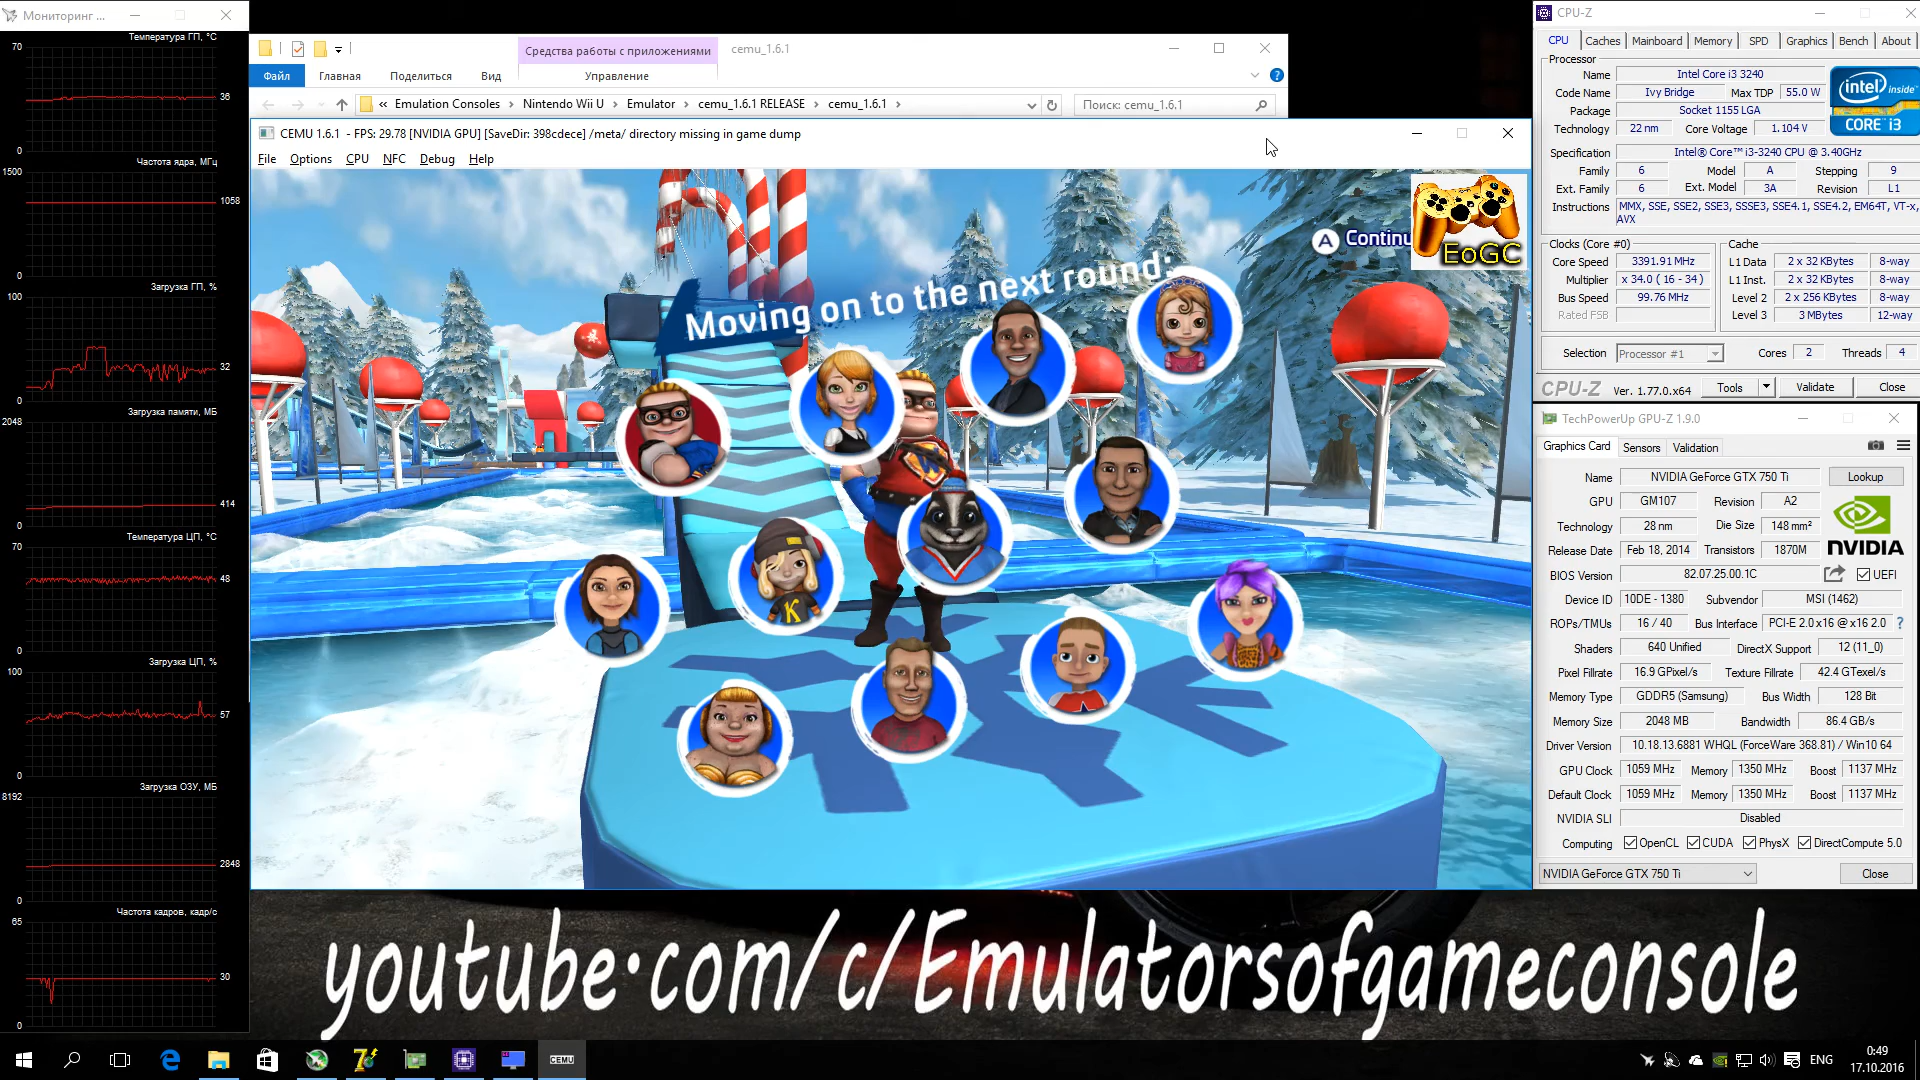 Мониторинг ...
Температура ГП, °С
70
36
0
Частота ядра, МГц
1500
1058
0
Загрузка ГП, %
100
32
0
Загрузка памяти, МБ
2048
414
0
Температура ЦП, °С
70
48
0
Загрузка ЦП, %
100
57
0
Загрузка ОЗУ, МБ
8192
2848
0
Частота кадров, кадр/с
65
30
0
Средства работы с приложениями
cemu_1.6.1
Файл
Главная
Поделиться
Вид
Управление
« Emulation Consoles > Nintendo Wii U > Emulator > cemu_1.6.1 RELEASE > cemu_1.6.1 >
Поиск: cemu_1.6.1
CEMU 1.6.1 - FPS: 29.78 [NVIDIA GPU] [SaveDir: 398cdece] /meta/ directory missing in game dump
File Options CPU NFC Debug Help
A Continu
EoGC
Moving on to the next round:
W
K
CPU-Z
CPU Caches Mainboard Memory SPD Graphics Bench About
Processor
Name Intel Core i3 3240
Code Name Ivy Bridge Max TDP 55.0 W
Package Socket 1155 LGA
Technology 22 nm Core Voltage 1.104 V
intel inside™
CORE i3
Specification Intel® Core™ i3-3240 CPU @ 3.40GHz
Family 6 Model A Stepping 9
Ext. Family 6 Ext. Model 3A Revision L1
Instructions MMX, SSE, SSE2, SSE3, SSSE3, SSE4.1, SSE4.2, EM64T, VT-x,
AVX
Clocks (Core #0)
Core Speed 3391.91 MHz
Multiplier x 34.0 ( 16 - 34 )
Bus Speed 99.76 MHz
Rated FSB
Cache
L1 Data 2 x 32 KBytes 8-way
L1 Inst. 2 x 32 KBytes 8-way
Level 2 2 x 256 KBytes 8-way
Level 3 3 MBytes 12-way
Selection Processor #1 Cores 2 Threads 4
CPU-Z Ver. 1.77.0.x64 Tools Validate Close
TechPowerUp GPU-Z 1.9.0
Graphics Card Sensors Validation
Name NVIDIA GeForce GTX 750 Ti Lookup
GPU GM107 Revision A2
Technology 28 nm Die Size 148 mm²
Release Date Feb 18, 2014 Transistors 1870M
NVIDIA
BIOS Version 82.07.25.00.1C UEFI
Device ID 10DE - 1380 Subvendor MSI (1462)
ROPs/TMUs 16 / 40 Bus Interface PCI-E 2.0 x16 @ x16 2.0 ?
Shaders 640 Unified DirectX Support 12 (11_0)
Pixel Fillrate 16.9 GPixel/s Texture Fillrate 42.4 GTexel/s
Memory Type GDDR5 (Samsung) Bus Width 128 Bit
Memory Size 2048 MB Bandwidth 86.4 GB/s
Driver Version 10.18.13.6881 WHQL (ForceWare 368.81) / Win10 64
GPU Clock 1059 MHz Memory 1350 MHz Boost 1137 MHz
Default Clock 1059 MHz Memory 1350 MHz Boost 1137 MHz
NVIDIA SLI Disabled
Computing OpenCL CUDA PhysX DirectCompute 5.0
NVIDIA GeForce GTX 750 Ti Close
youtube.com/c/Emulatorsofgameconsole
CEMU
ENG
0:49
17.10.2016